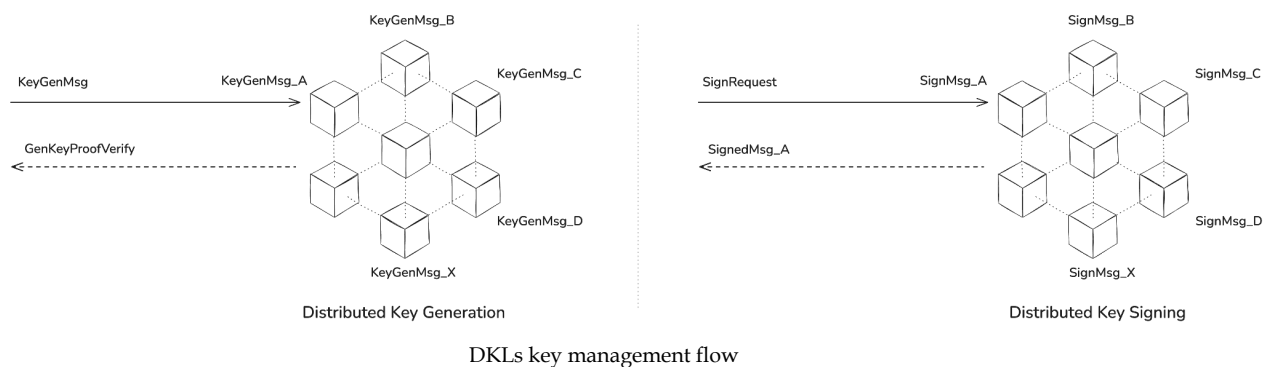 KeyGenMsg_B
KeyGenMsg
KeyGenMsg_A
KeyGenMsg_C
GenKeyProofVerify
KeyGenMsg_D
KeyGenMsg_X
Distributed Key Generation
SignMsg_B
SignRequest
SignMsg_A
SignMsg_C
SignedMsg_A
SignMsg_D
SignMsg_X
Distributed Key Signing
DKLs key management flow